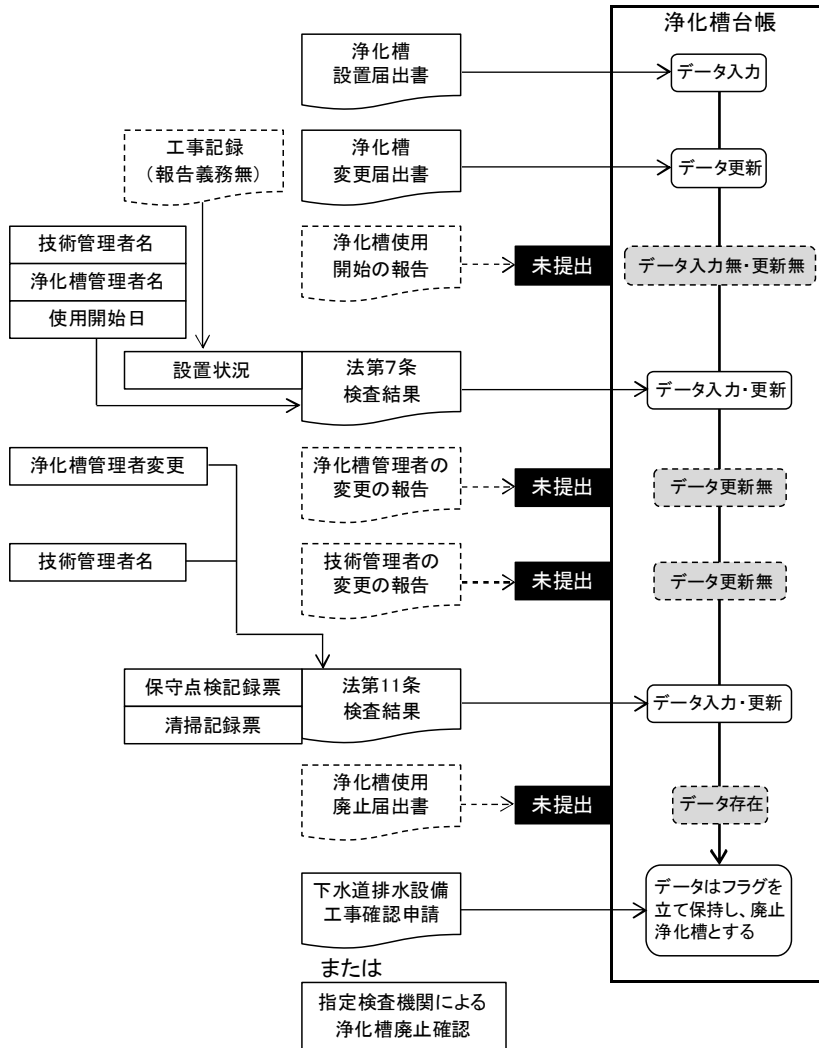 浄化槽台帳
浄化槽
設置届出書
データ入力
工事記録
（報告義務無）
浄化槽
変更届出書
データ更新
技術管理者名
浄化槽管理者名
使用開始日
浄化槽使用
開始の報告
未提出
データ入力無・更新無
設置状況
法第7条
検査結果
データ入力・更新
浄化槽管理者変更
浄化槽管理者の
変更の報告
未提出
データ更新無
技術管理者名
技術管理者の
変更の報告
未提出
データ更新無
保守点検記録票
清掃記録票
法第11条
検査結果
データ入力・更新
浄化槽使用
廃止届出書
未提出
データ存在
下水道排水設備
工事確認申請
データはフラグを
立て保持し、廃止
浄化槽とする
または
指定検査機関による
浄化槽廃止確認